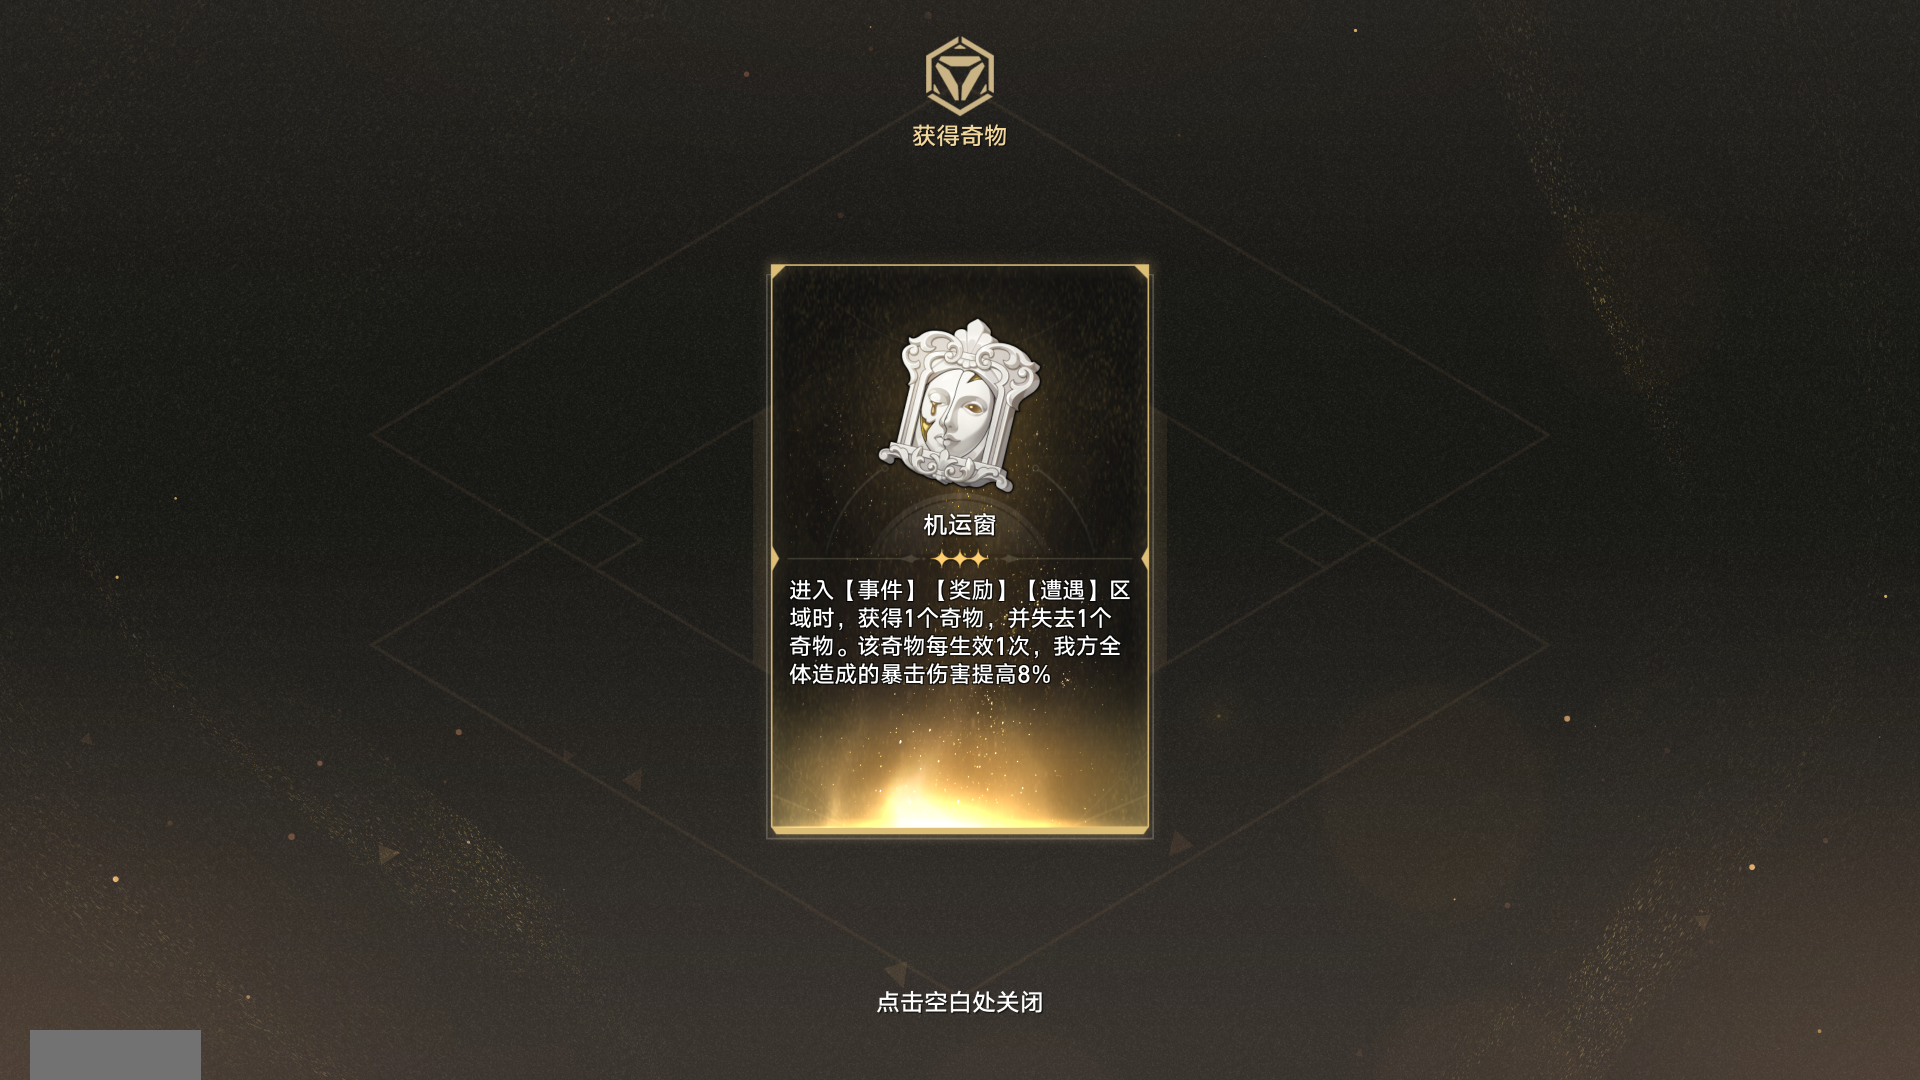 获得奇物
机运窗
进入【事件】【奖励】【遭遇】区
域时，获得1个奇物，并失去1个
奇物。该奇物每生效1次，我方全
体造成的暴击伤害提高8%
点击空白处关闭